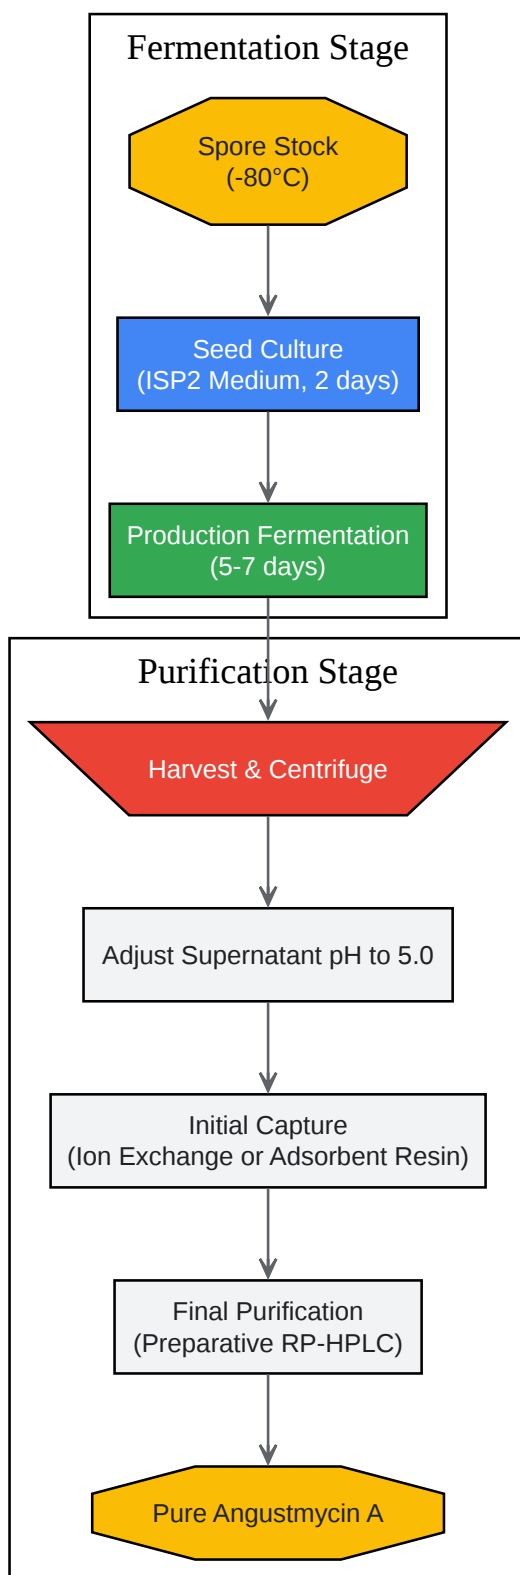 Fermentation Stage
Spore Stock
(-80°C)
Seed Culture
(ISP2 Medium, 2 days)
Production Fermentation
(5-7 days)
Purification Stage
Harvest & Centrifuge
Adjust Supernatant pH to 5.0
Initial Capture
(Ion Exchange or Adsorbent Resin)
Final Purification
(Preparative RP-HPLC)
Pure Angustmycin A